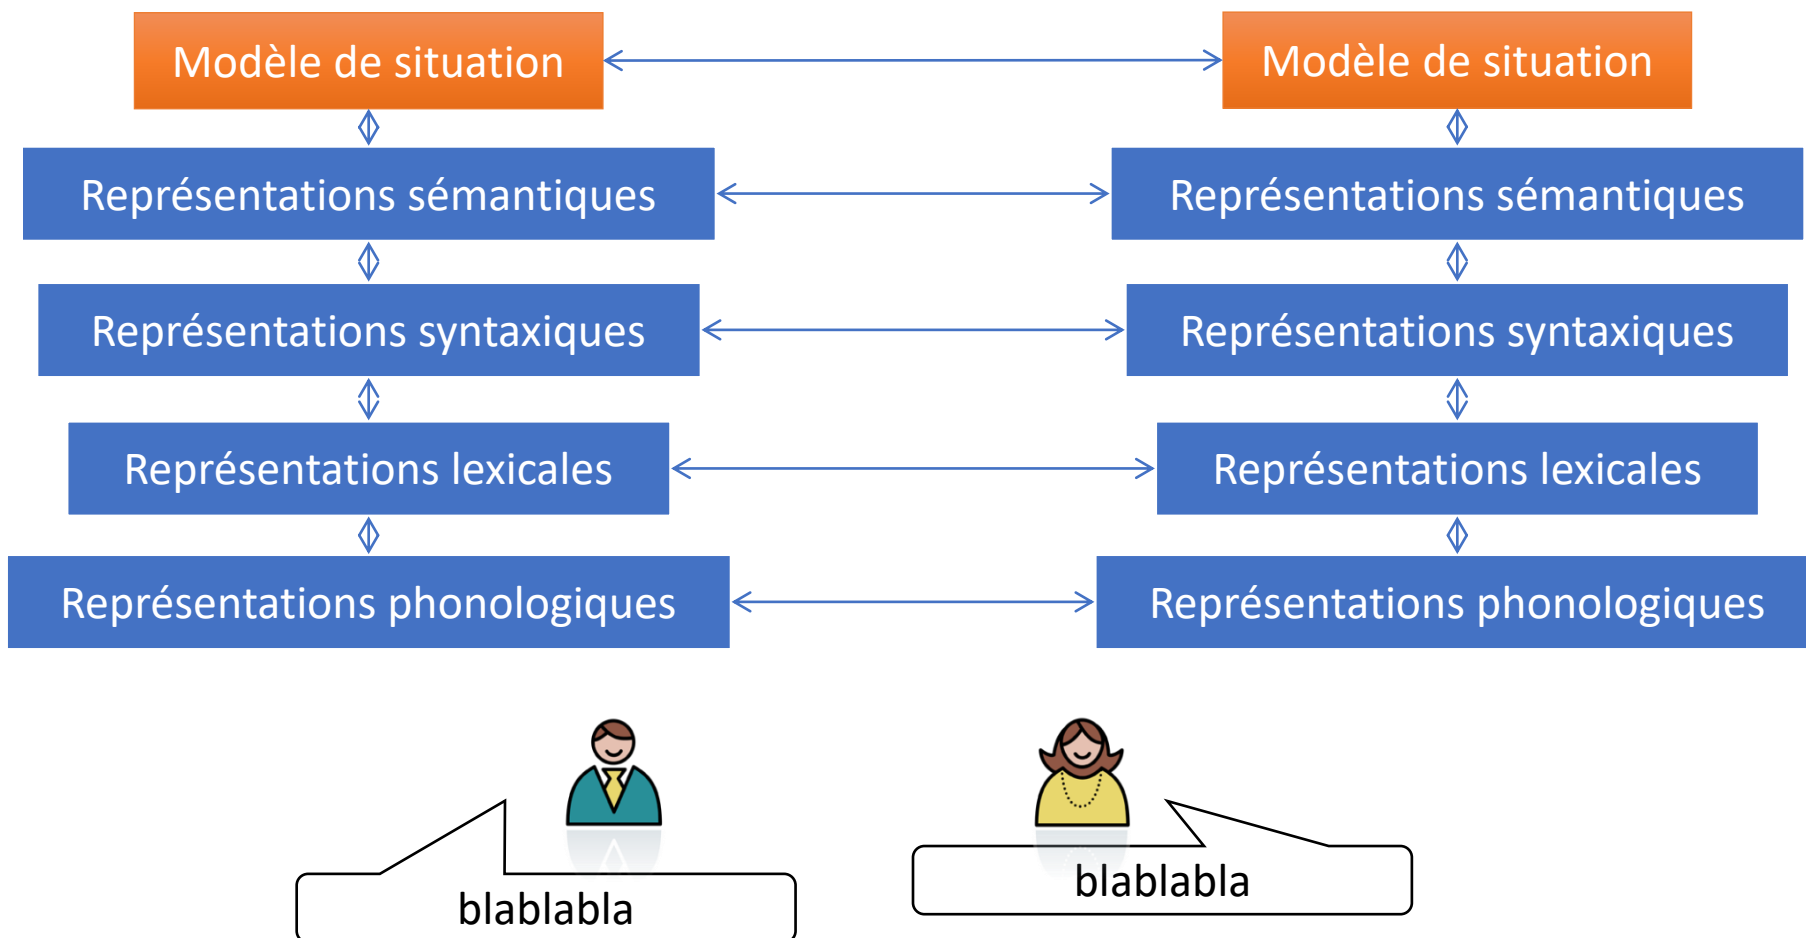 Modèle de situation
Modèle de situation
Représentations sémantiques
Représentations sémantiques
Représentations syntaxiques
Représentations syntaxiques
Représentations lexicales
Représentations lexicales
Représentations phonologiques
Représentations phonologiques
blablabla
blablabla